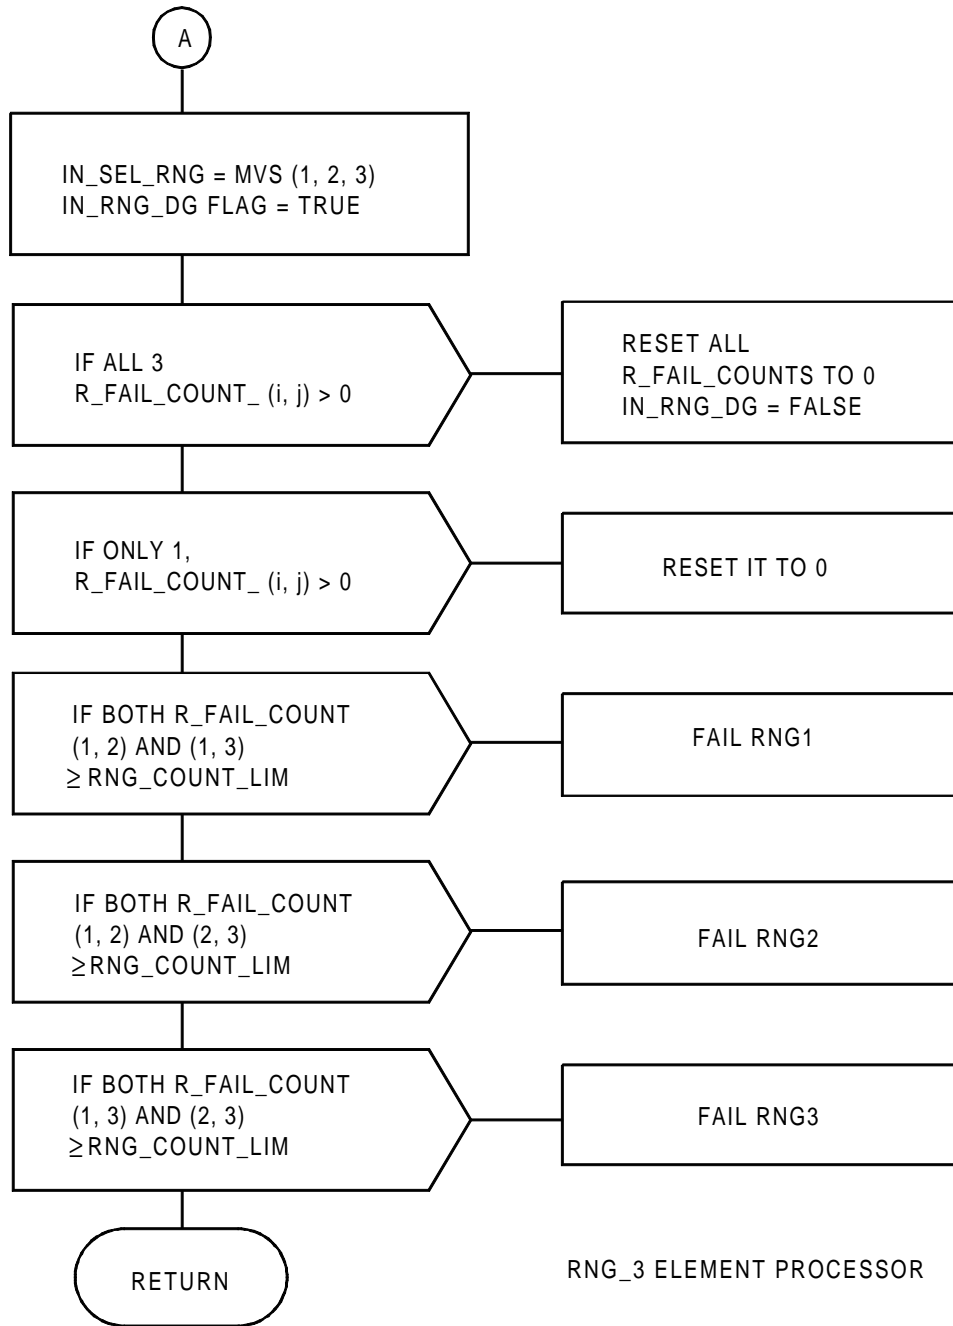 A
IN_SEL_RNG = MVS (1, 2, 3)
IN_RNG_DG FLAG = TRUE
IF ALL 3
R_FAIL_COUNT_ (i, j) > 0
RESET ALL
R_FAIL_COUNTS TO 0
IN_RNG_DG = FALSE
IF ONLY 1,
R_FAIL_COUNT_ (i, j) > 0
RESET IT TO 0
IF BOTH R_FAIL_COUNT
(1, 2) AND (1, 3)
≥ RNG_COUNT_LIM
FAIL RNG1
IF BOTH R_FAIL_COUNT
(1, 2) AND (2, 3)
≥RNG_COUNT_LIM
FAIL RNG2
IF BOTH R_FAIL_COUNT
(1, 3) AND (2, 3)
≥RNG_COUNT_LIM
FAIL RNG3
RETURN
RNG_3 ELEMENT PROCESSOR